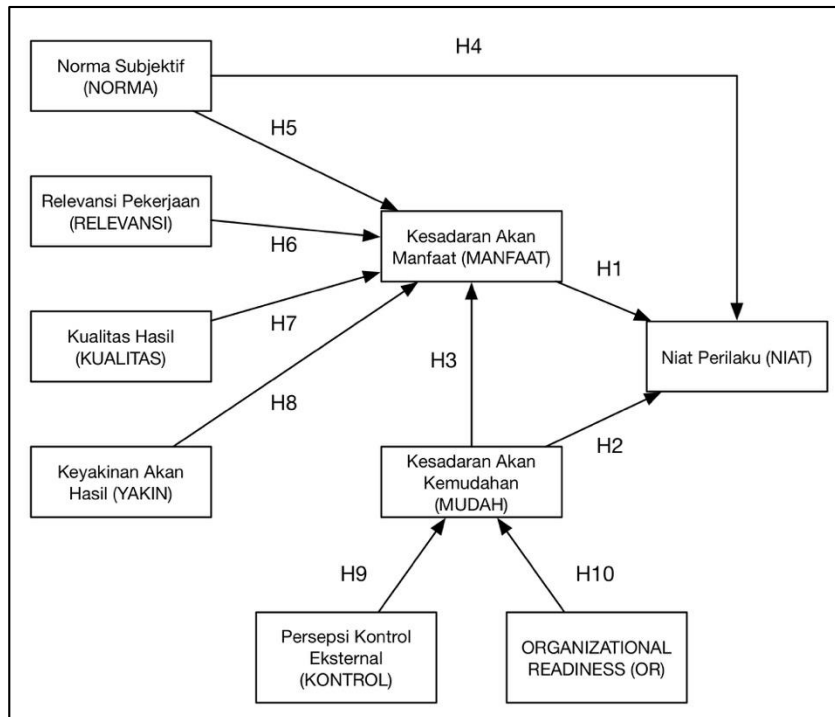 Norma Subjektif
(NORMA)
H4
H5
Relevansi Pekerjaan
(RELEVANSI)
H6
Kesadaran Akan
Manfaat (MANFAAT)
H1
Kualitas Hasil
(KUALITAS)
H7
H8
H3
Niat Perilaku (NIAT)
Keyakinan Akan
Hasil (YAKIN)
Kesadaran Akan
Kemudahan
(MUDAH)
H2
H9
H10
Persepsi Kontrol
Eksternal
(KONTROL)
ORGANIZATIONAL
READINESS (OR)